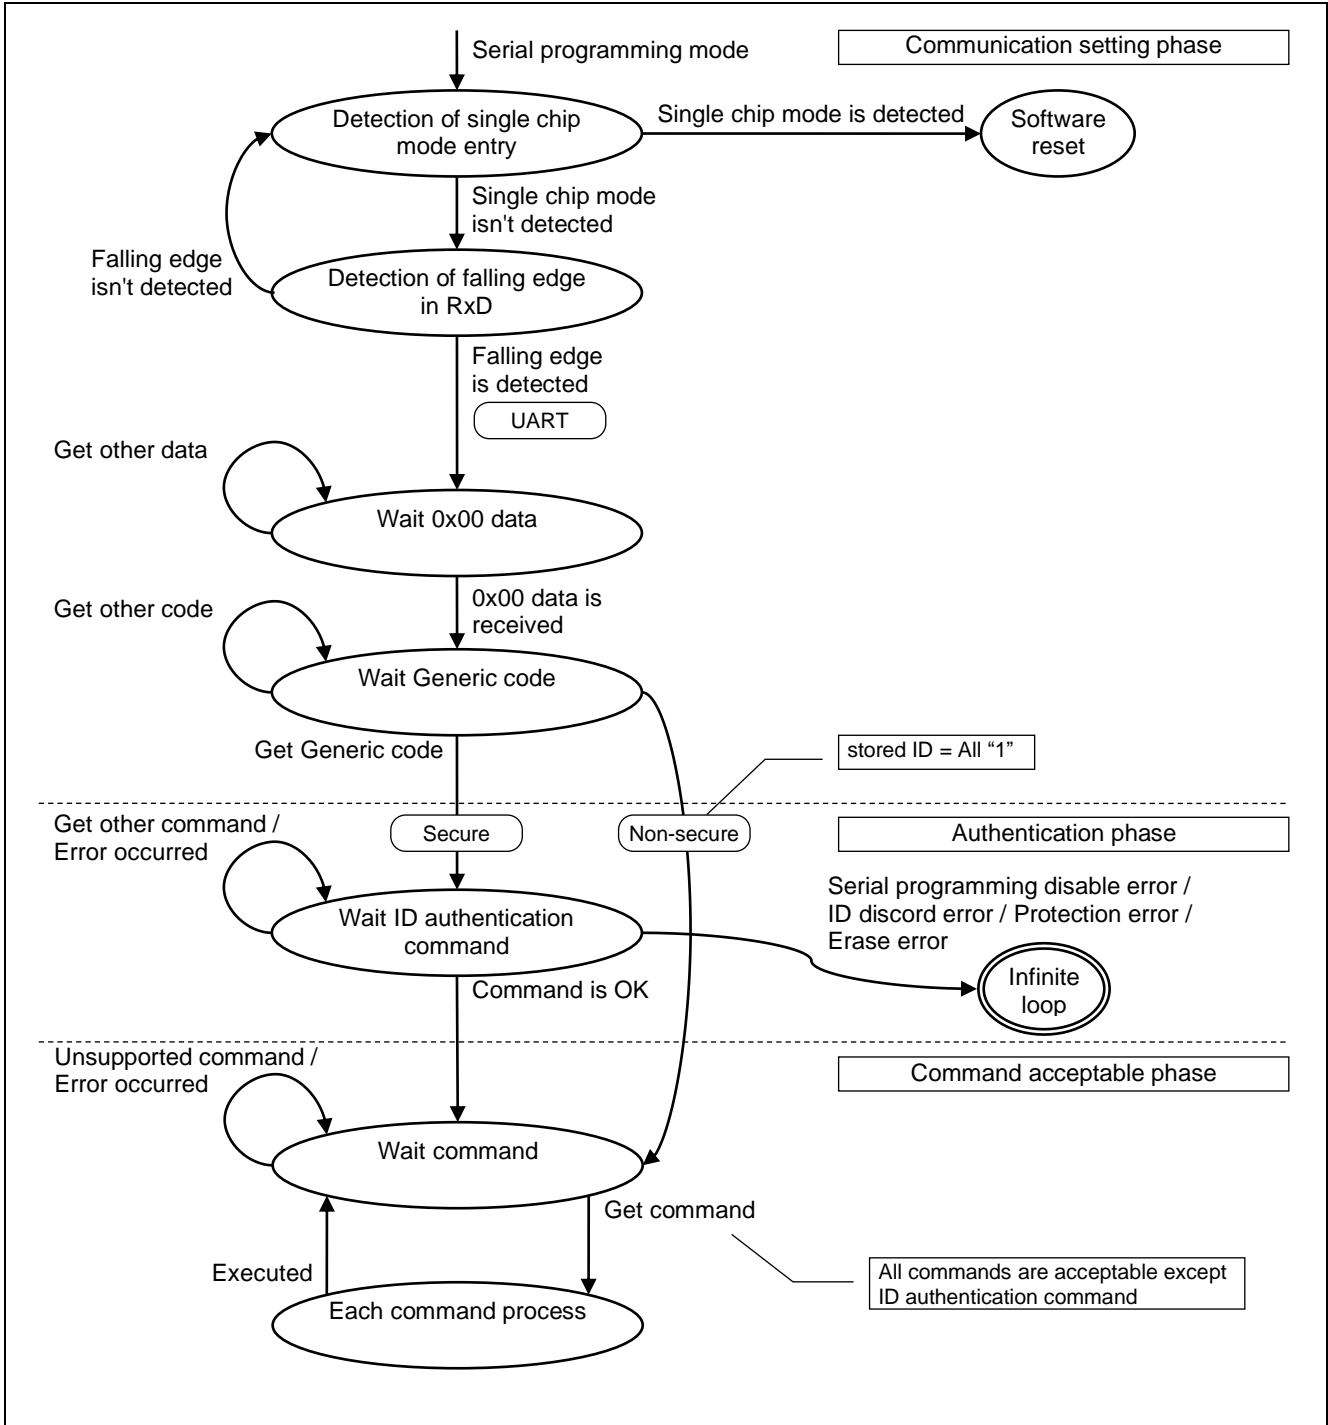 Serial programming mode
Communication setting phase
Detection of single chip
mode entry
Single chip mode is detected
Software
reset
Single chip mode
isn't detected
Falling edge
isn't detected
Detection of falling edge
in RxD
Falling edge
is detected
UART
Get other data
Wait 0x00 data
Get other code
0x00 data is
received
Wait Generic code
Get Generic code
stored ID = All “1”
Get other command /
Error occurred
Secure
Non-secure
Authentication phase
Serial programming disable error /
ID discord error / Protection error /
Erase error
Wait ID authentication
command
Infinite
loop
Command is OK
Unsupported command /
Error occurred
Command acceptable phase
Wait command
Get command
Executed
All commands are acceptable except
ID authentication command
Each command process